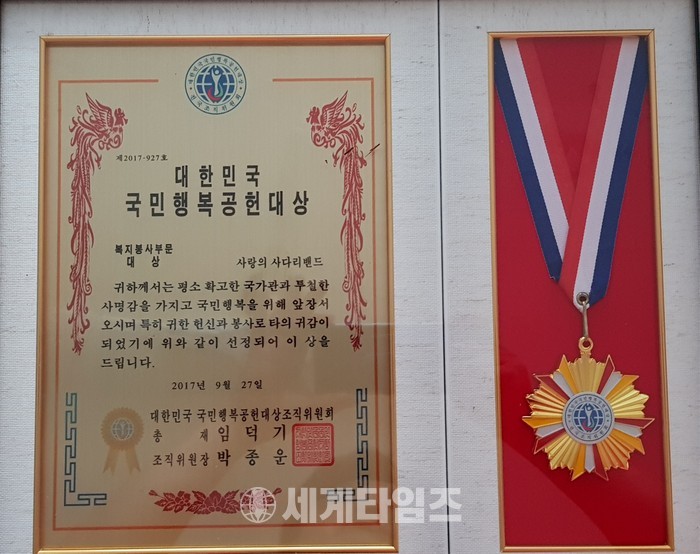 제2017-927호
대한민국
국민행복공헌대상
복지봉사부문
대 상
사랑의 사다리밴드
귀하께서는 평소 확고한 국가관과 투철한
사명감을 가지고 국민행복을 위해 앞장서
오시며 특히 귀한 헌신과 봉사로 타의 귀감이
되었기에 위와 같이 선정되어 이 상을
드립니다.
2017년 9월 27일
대한민국 국민행복공헌대상조직위원회
총 재 임 덕 기
조직위원장 박 종 운
세계타임즈